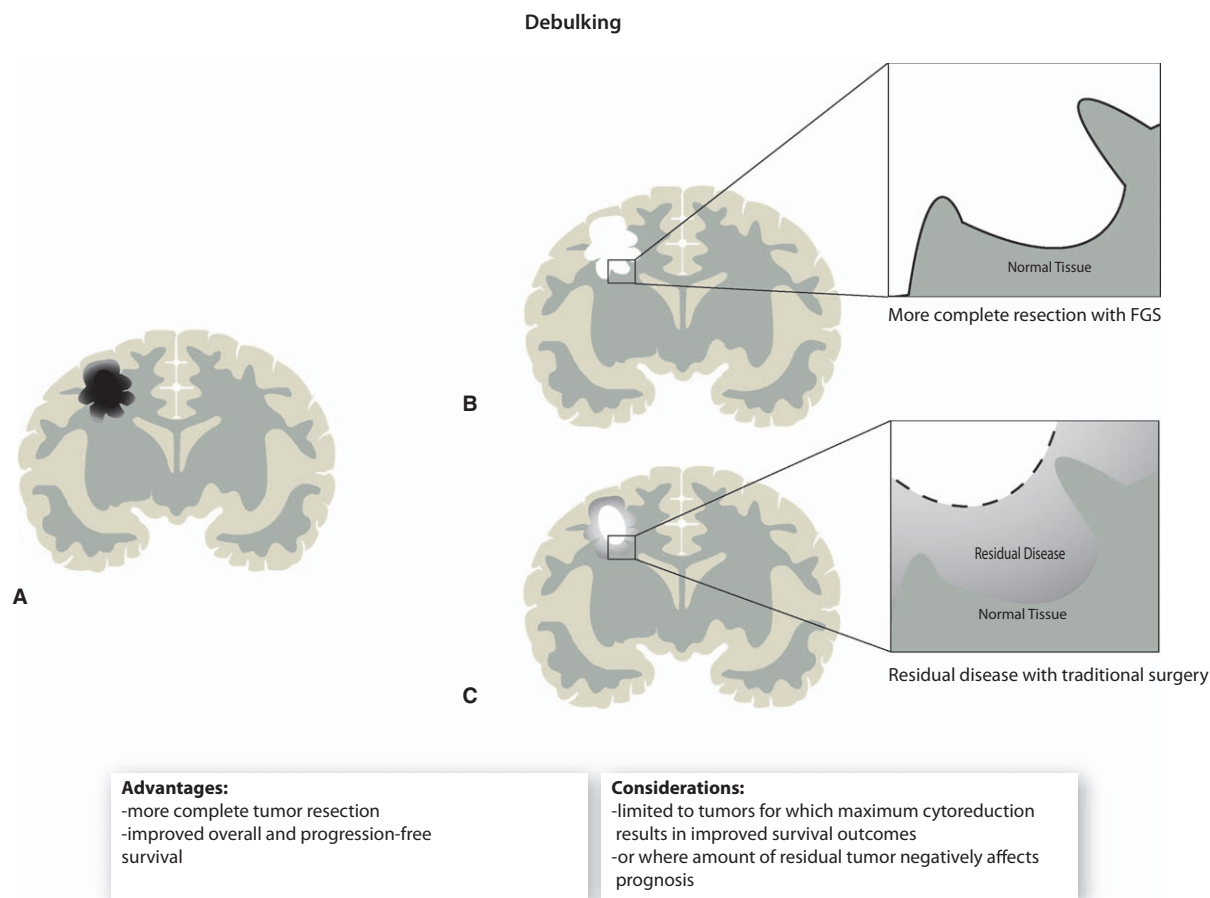 Debulking
A
B
Normal Tissue
More complete resection with FGS
C
Residual Disease
Normal Tissue
Residual disease with traditional surgery
Advantages:
-more complete tumor resection
-improved overall and progression-free
survival
Considerations:
-limited to tumors for which maximum cytoreduction
results in improved survival outcomes
-or where amount of residual tumor negatively affects
prognosis